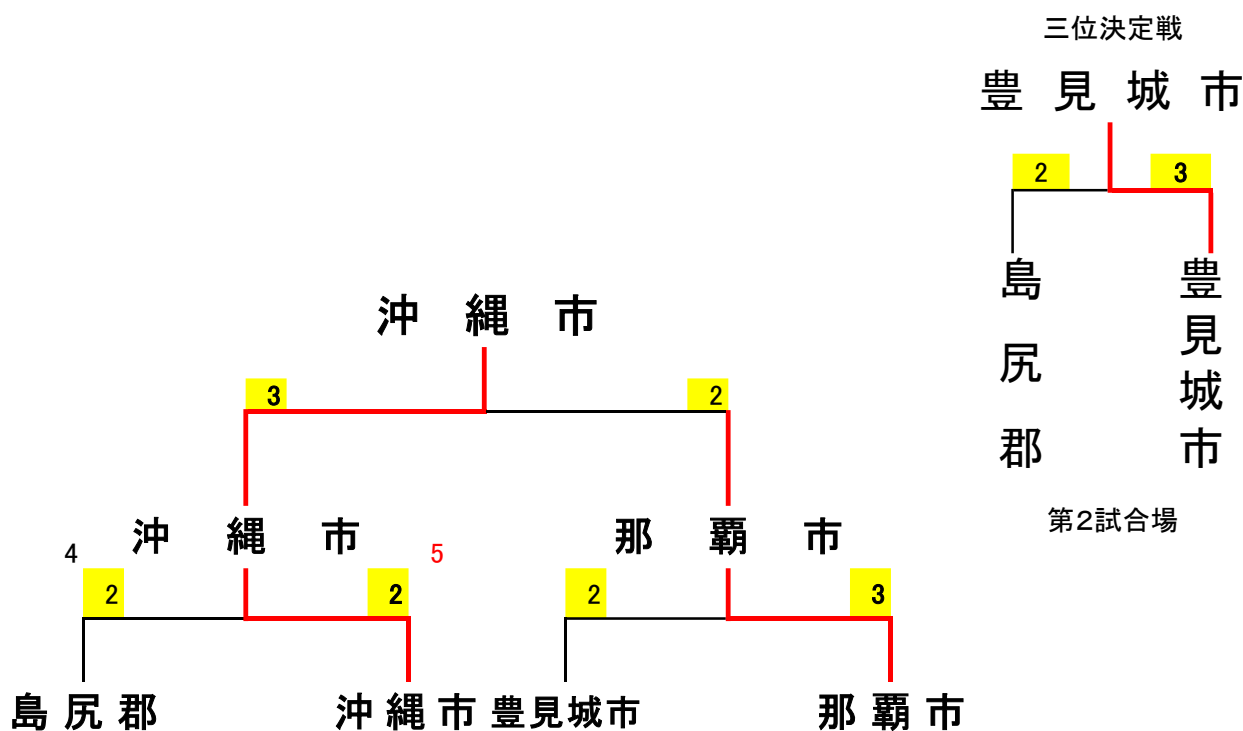 三位決定戦
豊見城市
2 3
島尻郡 豊見城市
第2試合場
沖縄市
3 2
沖縄市 那覇市
4 5
2 2 2 3
島尻郡 沖縄市 豊見城市 那覇市